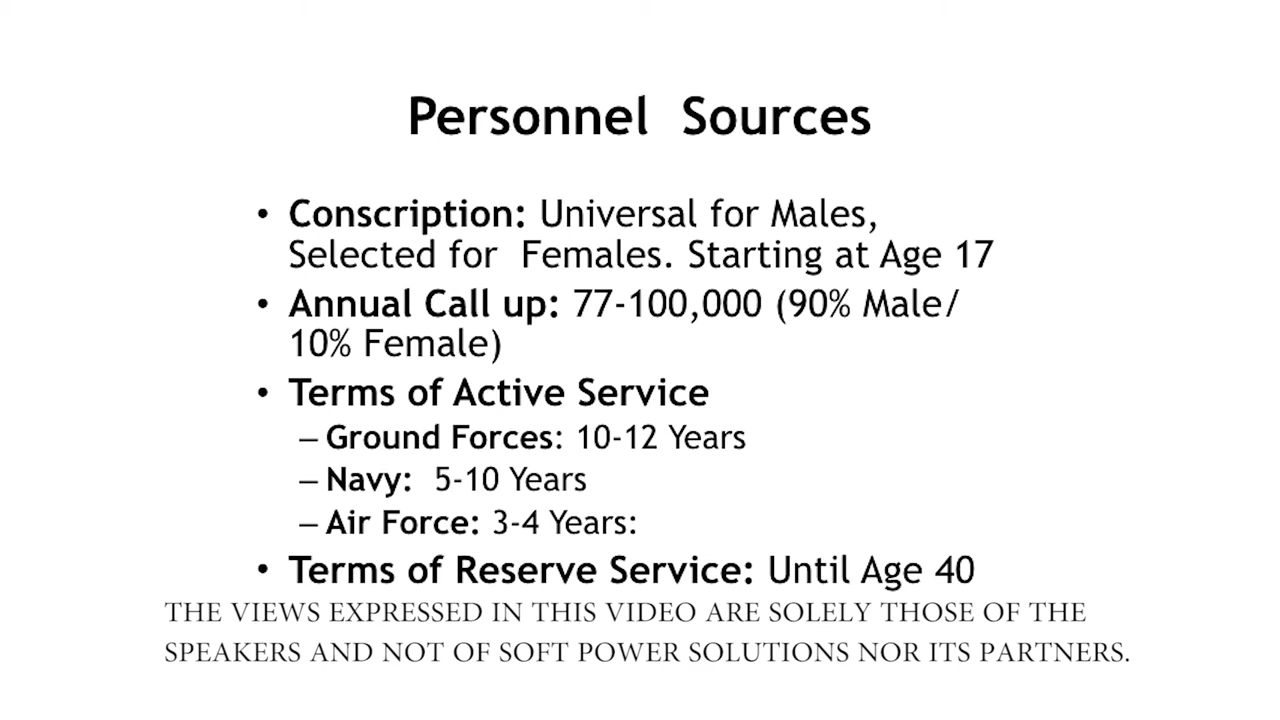 Personnel Sources
• Conscription: Universal for Males,
Selected for Females. Starting at Age 17
• Annual Call up: 77-100,000 (90% Male/
10% Female)
• Terms of Active Service
– Ground Forces: 10-12 Years
– Navy: 5-10 Years
– Air Force: 3-4 Years:
• Terms of Reserve Service: Until Age 40
THE VIEWS EXPRESSED IN THIS VIDEO ARE SOLELY THOSE OF THE
SPEAKERS AND NOT OF SOFT POWER SOLUTIONS NOR ITS PARTNERS.